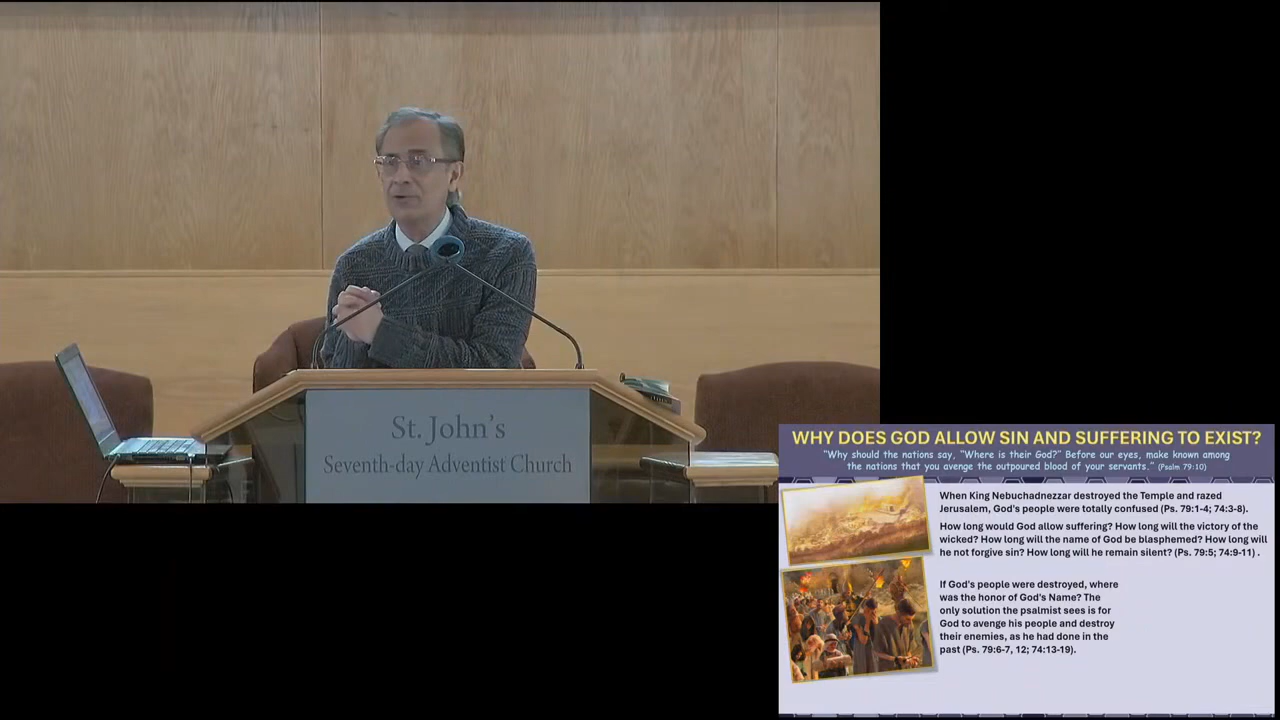 St. John's
Seventh-day Adventist Church
WHY DOES GOD ALLOW SIN AND SUFFERING TO EXIST?
“Why should the nations say, “Where is their God?” Before our eyes, make known among
the nations that you avenge the outpoured blood of your servants.” (Psalm 79:10)
When King Nebuchadnezzar destroyed the Temple and razed
Jerusalem, God's people were totally confused (Ps. 79:1-4; 74:3-8).
How long would God allow suffering? How long will the victory of the
wicked? How long will the name of God be blasphemed? How long will
he not forgive sin? How long will he remain silent? (Ps. 79:5; 74:9-11) .
If God's people were destroyed, where
was the honor of God's Name? The
only solution the psalmist sees is for
God to avenge his people and destroy
their enemies, as he had done in the
past (Ps. 79:6-7, 12; 74:13-19).